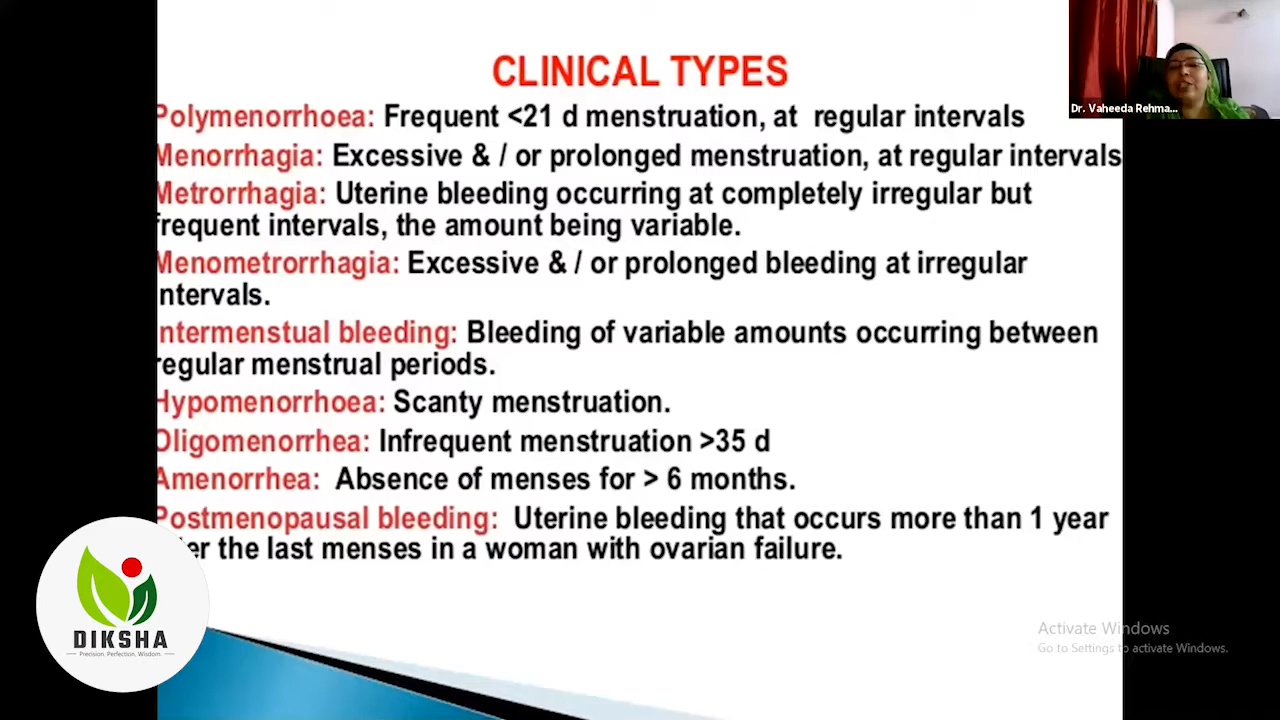 CLINICAL TYPES
Dr. Vaheeda Rehma...
Polymenorrhoea: Frequent <21 d menstruation, at regular intervals
Menorrhagia: Excessive & / or prolonged menstruation, at regular intervals
Metrorrhagia: Uterine bleeding occurring at completely irregular but
frequent intervals, the amount being variable.
Menometrorrhagia: Excessive & / or prolonged bleeding at irregular
intervals.
Intermenstual bleeding: Bleeding of variable amounts occurring between
regular menstrual periods.
Hypomenorrhoea: Scanty menstruation.
Oligomenorrhea: Infrequent menstruation >35 d
Amenorrhea: Absence of menses for > 6 months.
Postmenopausal bleeding: Uterine bleeding that occurs more than 1 year
the last menses in a woman with ovarian failure.
DIKSHA
Precision. Perfection. Wisdom.
Activate Windows
Go to Settings to activate Windows.